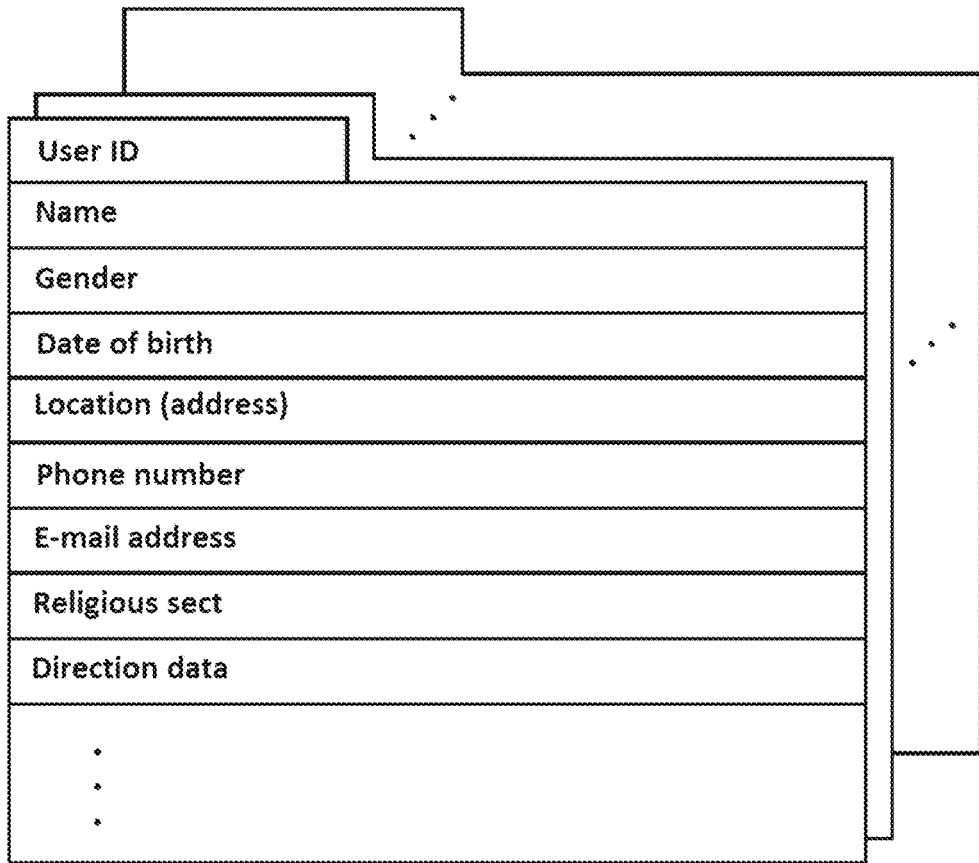 User ID
Name
Gender
Date of birth
Location (address)
Phone number
E-mail address
Religious sect
Direction data